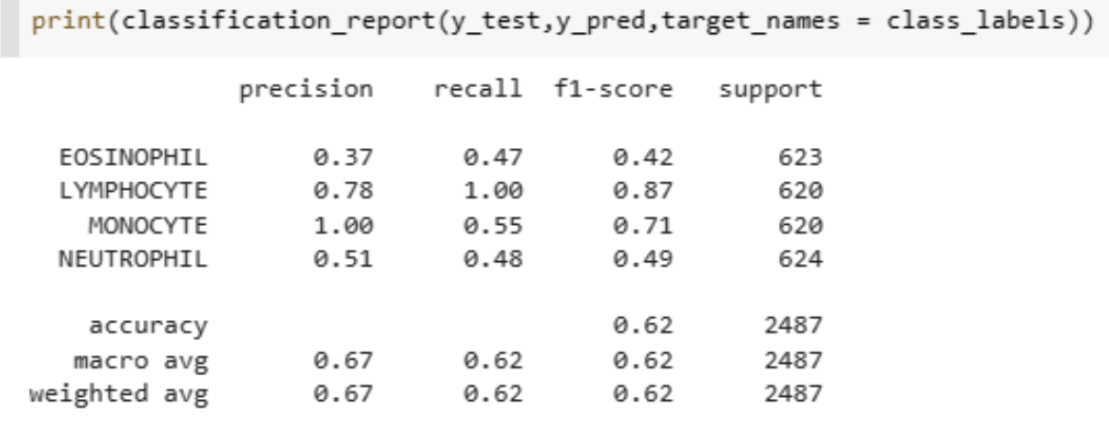 print(classification_report(y_test,y_pred,target_names = class_labels))
precision recall f1-score support
EOSINOPHIL 0.37 0.47 0.42 623
LYMPHOCYTE 0.78 1.00 0.87 620
MONOCYTE 1.00 0.55 0.71 620
NEUTROPHIL 0.51 0.48 0.49 624
accuracy 0.62 2487
macro avg 0.67 0.62 0.62 2487
weighted avg 0.67 0.62 0.62 2487